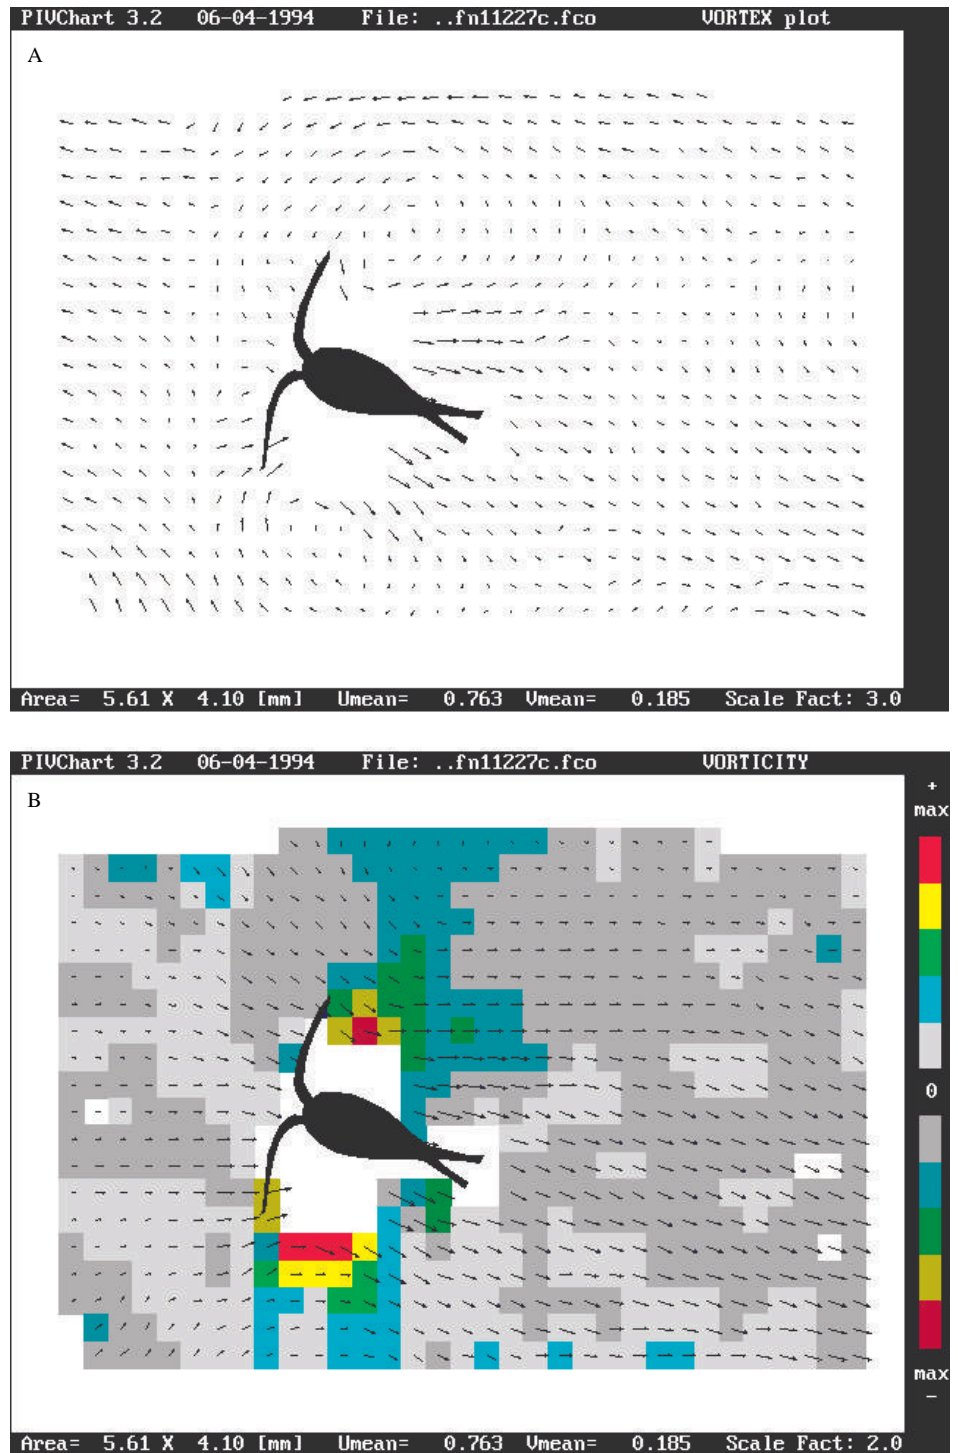 PIVChart 3.2 06-04-1994 File: ..fn11227c.fco VORTEX plot
A
Area= 5.61 X 4.10 [mm] Umean= 0.763 Vmean= 0.185 Scale Fact: 3.0
PIVChart 3.2 06-04-1994 File: ..fn11227c.fco VORTICITY
B
+
max
0
max
–
Area= 5.61 X 4.10 [mm] Umean= 0.763 Vmean= 0.185 Scale Fact: 2.0